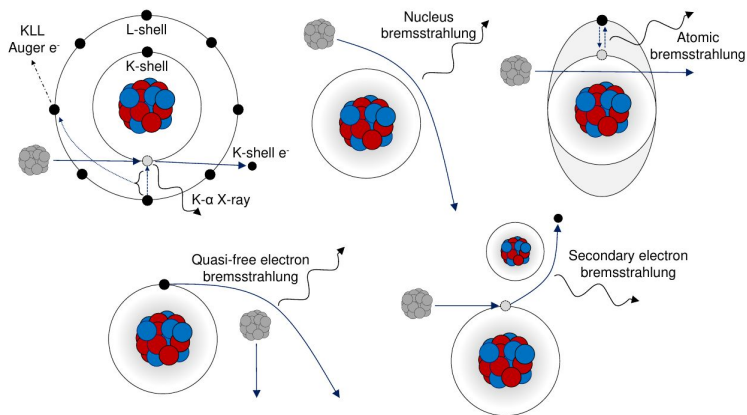 KLL
Auger e-
L-shell
K-shell
K-shell e-
K-α X-ray
Nucleus
bremsstrahlung
Atomic
bremsstrahlung
Quasi-free electron
bremsstrahlung
Secondary electron
bremsstrahlung